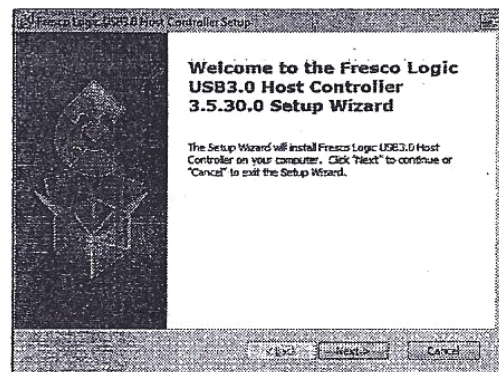 Fresco Logic USB3.0 Host Controller Setup
Welcome to the Fresco Logic
USB3.0 Host Controller
3.5.30.0 Setup Wizard
The Setup Wizard will install Fresco Logic USB3.0 Host
Controller on your computer. Click "Next" to continue or
"Cancel" to exit the Setup Wizard.
< Back Next > Cancel